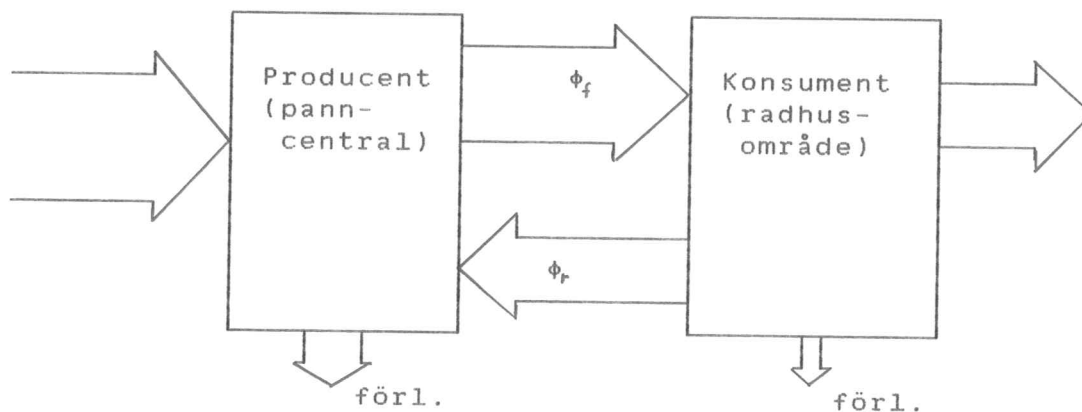 Producent
(pann-
central)
ϕf
Konsument
(radhus-
område)
ϕr
förl.
förl.